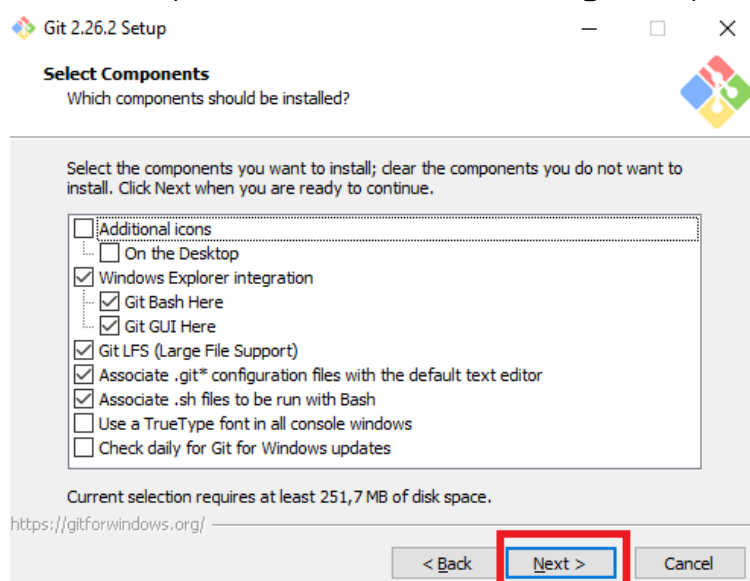 Git 2.26.2 Setup
Select Components
Which components should be installed?
Select the components you want to install; clear the components you do not want to
install. Click Next when you are ready to continue.
Additional icons
On the Desktop
Windows Explorer integration
Git Bash Here
Git GUI Here
Git LFS (Large File Support)
Associate .git* configuration files with the default text editor
Associate .sh files to be run with Bash
Use a TrueType font in all console windows
Check daily for Git for Windows updates
Current selection requires at least 251,7 MB of disk space.
https://gitforwindows.org/
< Back Next > Cancel